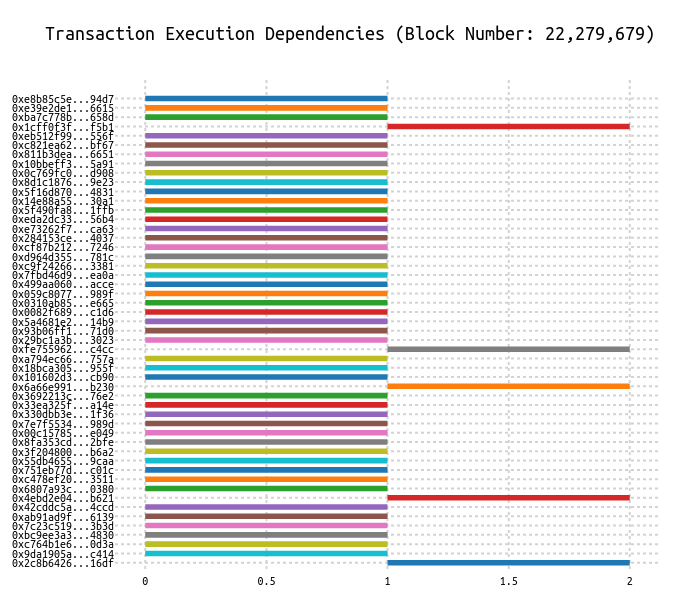 Transaction Execution Dependencies (Block Number: 22,279,679)
0xe8b85c5e...94d7
0xe39e2de1...6615
0xba7c778b...658d
0x1cff0f3f...f5b1
0xeb512f99...556f
0xc821ea62...bf67
0x811b3dea...6651
0x10bbeff3...5a91
0x0c769fc0...d908
0x8d1c1876...9e23
0x5f16d870...4831
0x14e88a55...30a1
0x5f490fa8...1ffb
0xeda2dc33...56b4
0xe73262f7...ca63
0x284153ce...4037
0xcf87b212...7246
0xd964d355...781c
0xc9f24266...3381
0x7fbd46d9...ea0a
0x499aa060...acce
0x059c8077...989f
0x0310ab85...e665
0x0082f689...c1d6
0x5a4681e2...14b9
0x93b06ff1...71d0
0x29bc1a3b...3023
0xfe755962...c4cc
0xa794ec66...757a
0x18bca305...955f
0x101602d3...cb90
0x6a66e991...b230
0x3692213c...76e2
0x33ea325f...a14e
0x330dbb3e...1f36
0x7e7f5534...989d
0x00c15785...e049
0x8fa353cd...2bfe
0x3f204800...b6a2
0x55db4655...9caa
0x751eb77d...c01c
0xc478ef20...3511
0x6807a93c...0380
0x4ebd2e04...b621
0x42cddc5a...4ccd
0xab91ad9f...6139
0x7c23c519...3b3d
0xbc9ee3a3...4830
0xc764b1e6...0d3a
0x9da1905a...c414
0x2c8b6426...16df
0 0.5 1 1.5 2